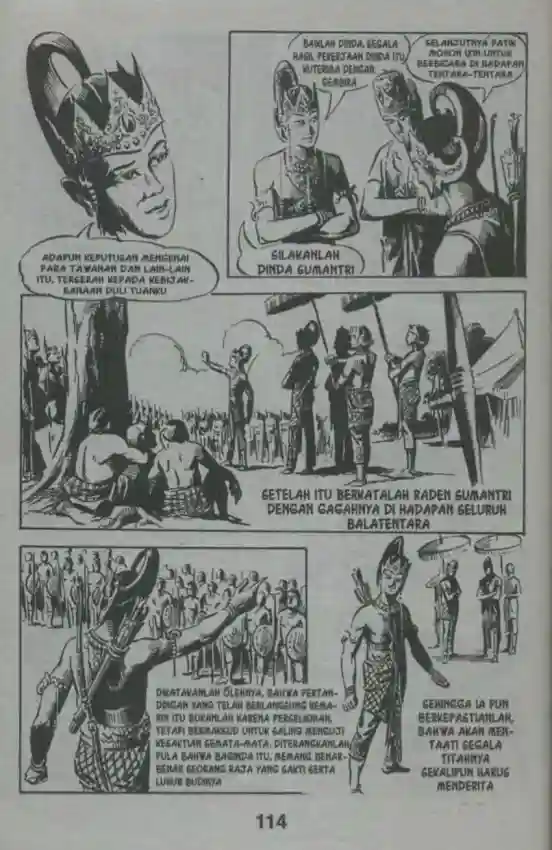 ADAPUN KEPUTUSAN MENGENAI
PARA TAWANAN DAN LAIN-LAIN
ITU, TERSERAH KEPADA KEBIJAK-
SANAAN DULI TUANKU
BAIKLAH DINDA, SEGALA
HASIL PEKERJAAN DINDA ITU
KUTERIMA DENGAN
GEMBIRA
SELANJUTNYA PATIK
MOHON IZIN UNTUK
BERBICARA DI HADAPAN
TENTARA-TENTARA
SILAKANLAH
DINDA SUMANTRI
SETELAH ITU BERKATALAH RADEN SUMANTRI
DENGAN GAGAHNYA DI HADAPAN SELURUH
BALATENTARA
DIKATAKANLAH OLEHNYA, BAHWA PERTAN-
DINGAN YANG TELAH BERLANGSUNG KEMA-
RIN ITU BUKANLAH KARENA PERSELISIHAN,
TETAPI BERMAKSUD UNTUK SALING MENGUJI
KESAKTIAN SEMATA-MATA. DITERANGKANLAH
PULA BAHWA BAGINDA ITU, MEMANG BENAR-
BENAR SEORANG RAJA YANG SAKTI SERTA
LUHUR BUDINYA
SEHINGGA IA PUN
BERKEPASTIANLAH,
BAHWA AKAN MEN-
TAATI SEGALA
TITAHNYA
SEKALIPUN HARUS
MENDERITA
114